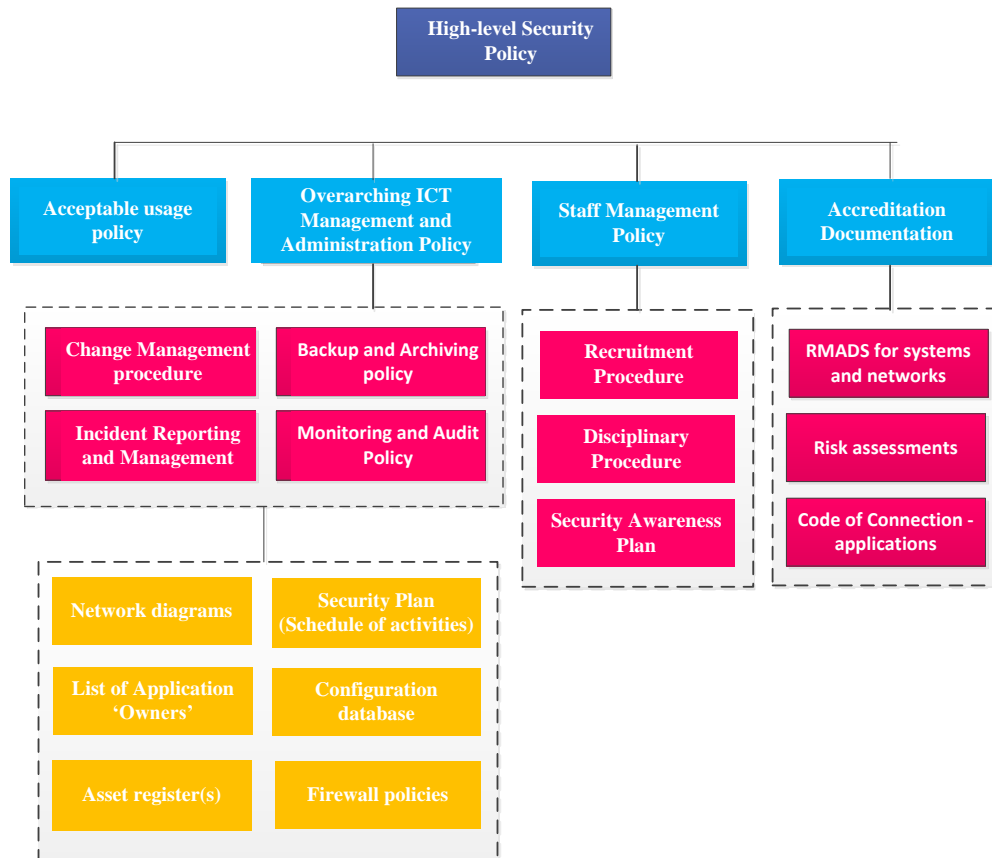 High-level Security
Policy
Acceptable usage
policy
Overarching ICT
Management and
Administration Policy
Staff Management
Policy
Accreditation
Documentation
Change Management
procedure
Backup and Archiving
policy
Incident Reporting
and Management
Monitoring and Audit
Policy
Recruitment
Procedure
Disciplinary
Procedure
Security Awareness
Plan
RMADS for systems
and networks
Risk assessments
Code of Connection -
applications
Network diagrams
Security Plan
(Schedule of activities)
List of Application
‘Owners’
Configuration
database
Asset register(s)
Firewall policies